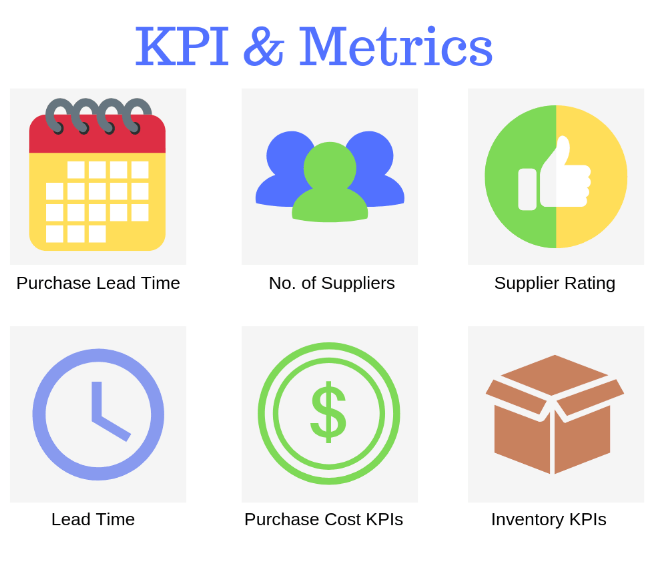 KPI & Metrics
Purchase Lead Time
No. of Suppliers
Supplier Rating
$
Lead Time
Purchase Cost KPIs
Inventory KPIs